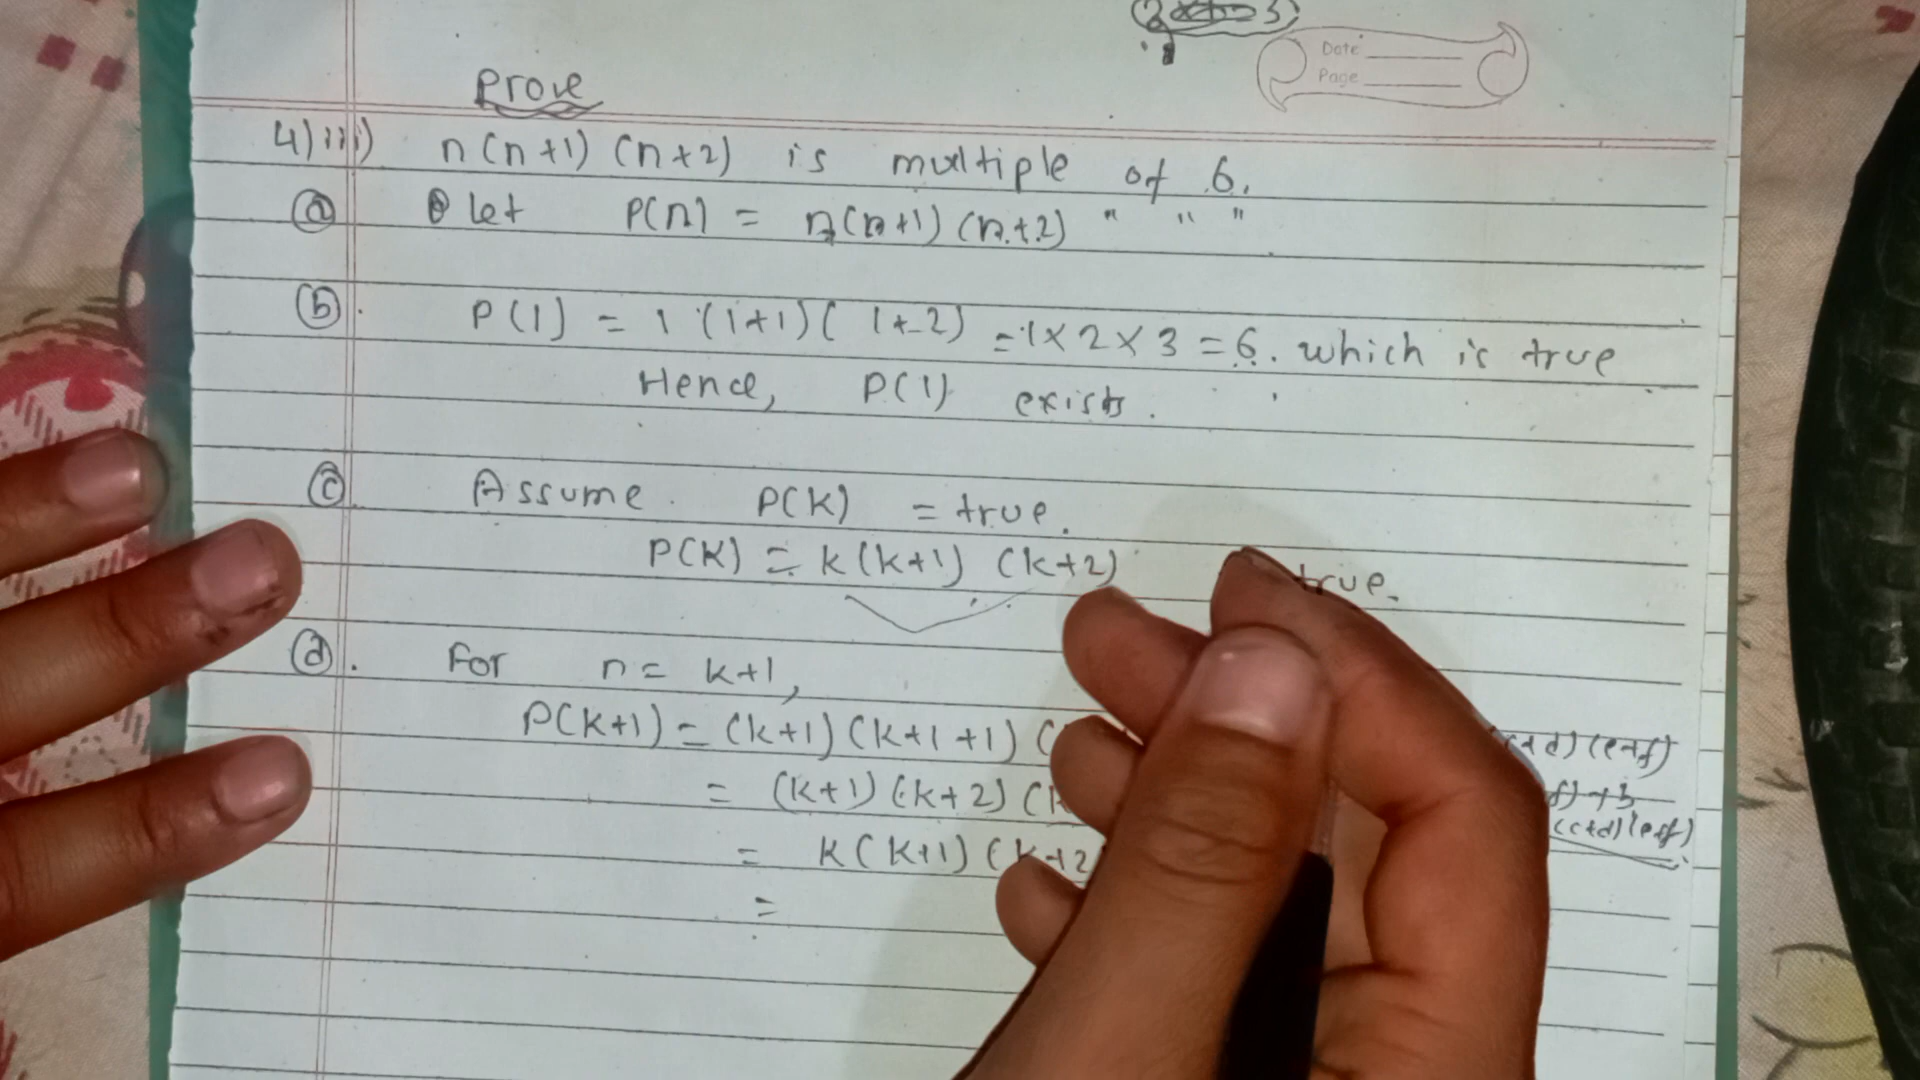 Date
Page
Prove
4) iii) n(n+1) (n+2) is multiple of 6.
(a) Let P(n) = n(n+1) (n+2) " " "
(b). P(1) = 1 (1+1) (1+2) = 1×2×3 = 6. which is true
Hence, P(1) exists.
(c) Assume P(k) = true.
P(k) = k(k+1) (k+2) true.
(d). For n = k+1,
P(k+1) = (k+1) (k+1+1) ( (c+d) (e+f)
= (k+1) (k+2) (k f) +3
(c+d) (e+f)
= k(k+1) (k+2
=